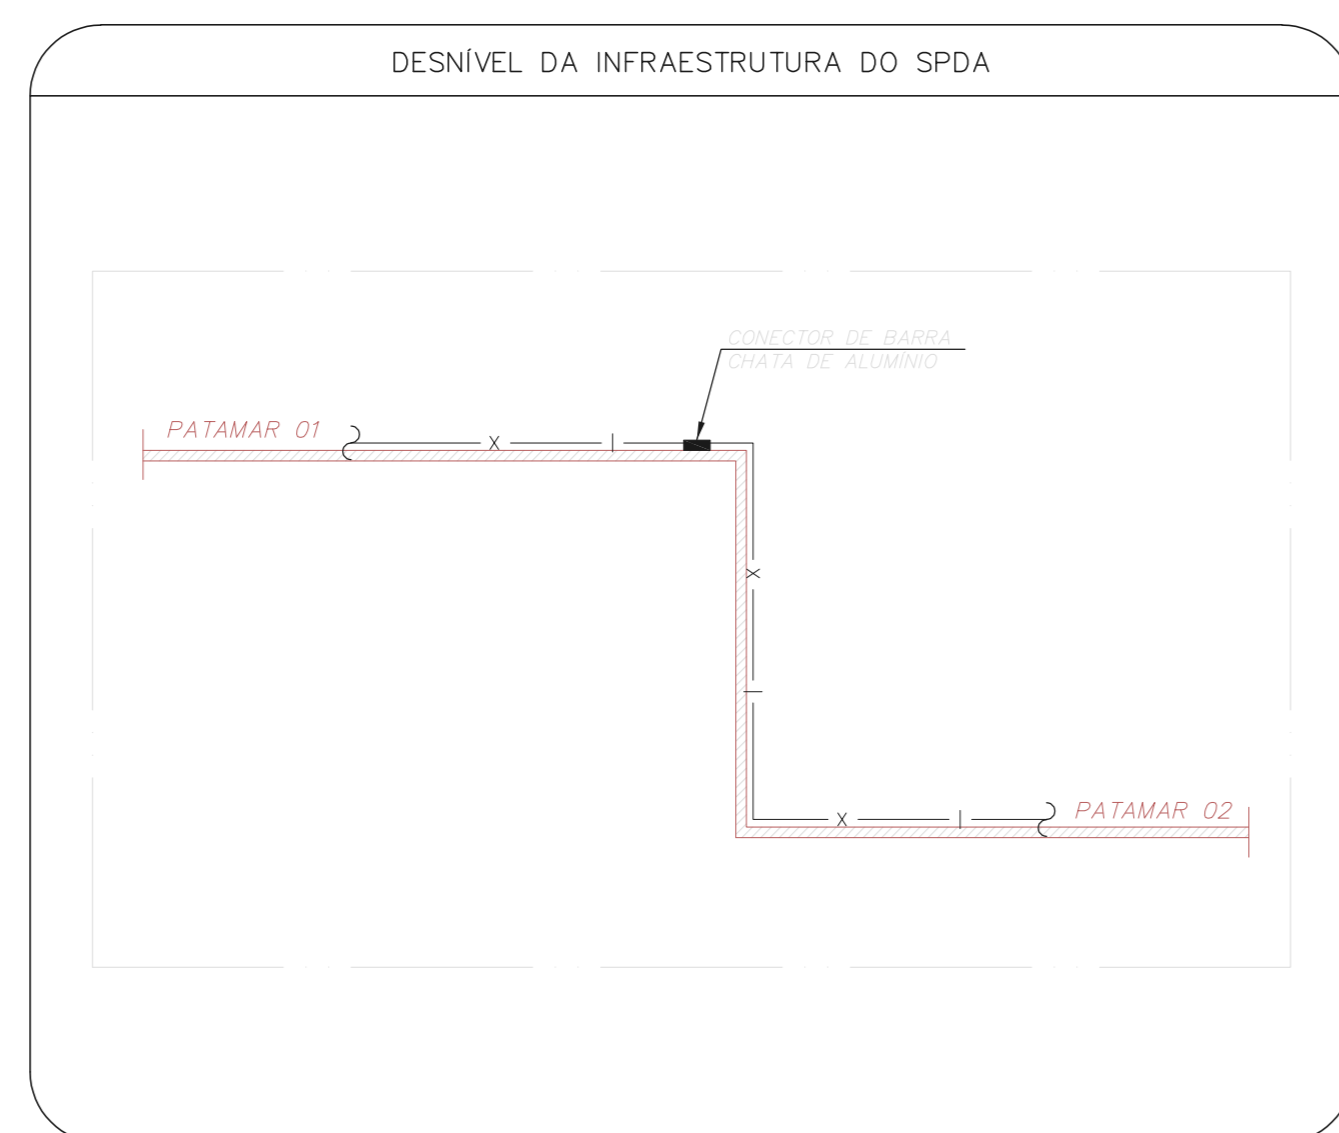 DESNÍVEL DA INFRAESTRUTURA DO SPDA
CONECTOR DE BARRA
CHATA DE ALUMÍNIO
PATAMAR 01
X
X
X
PATAMAR 02